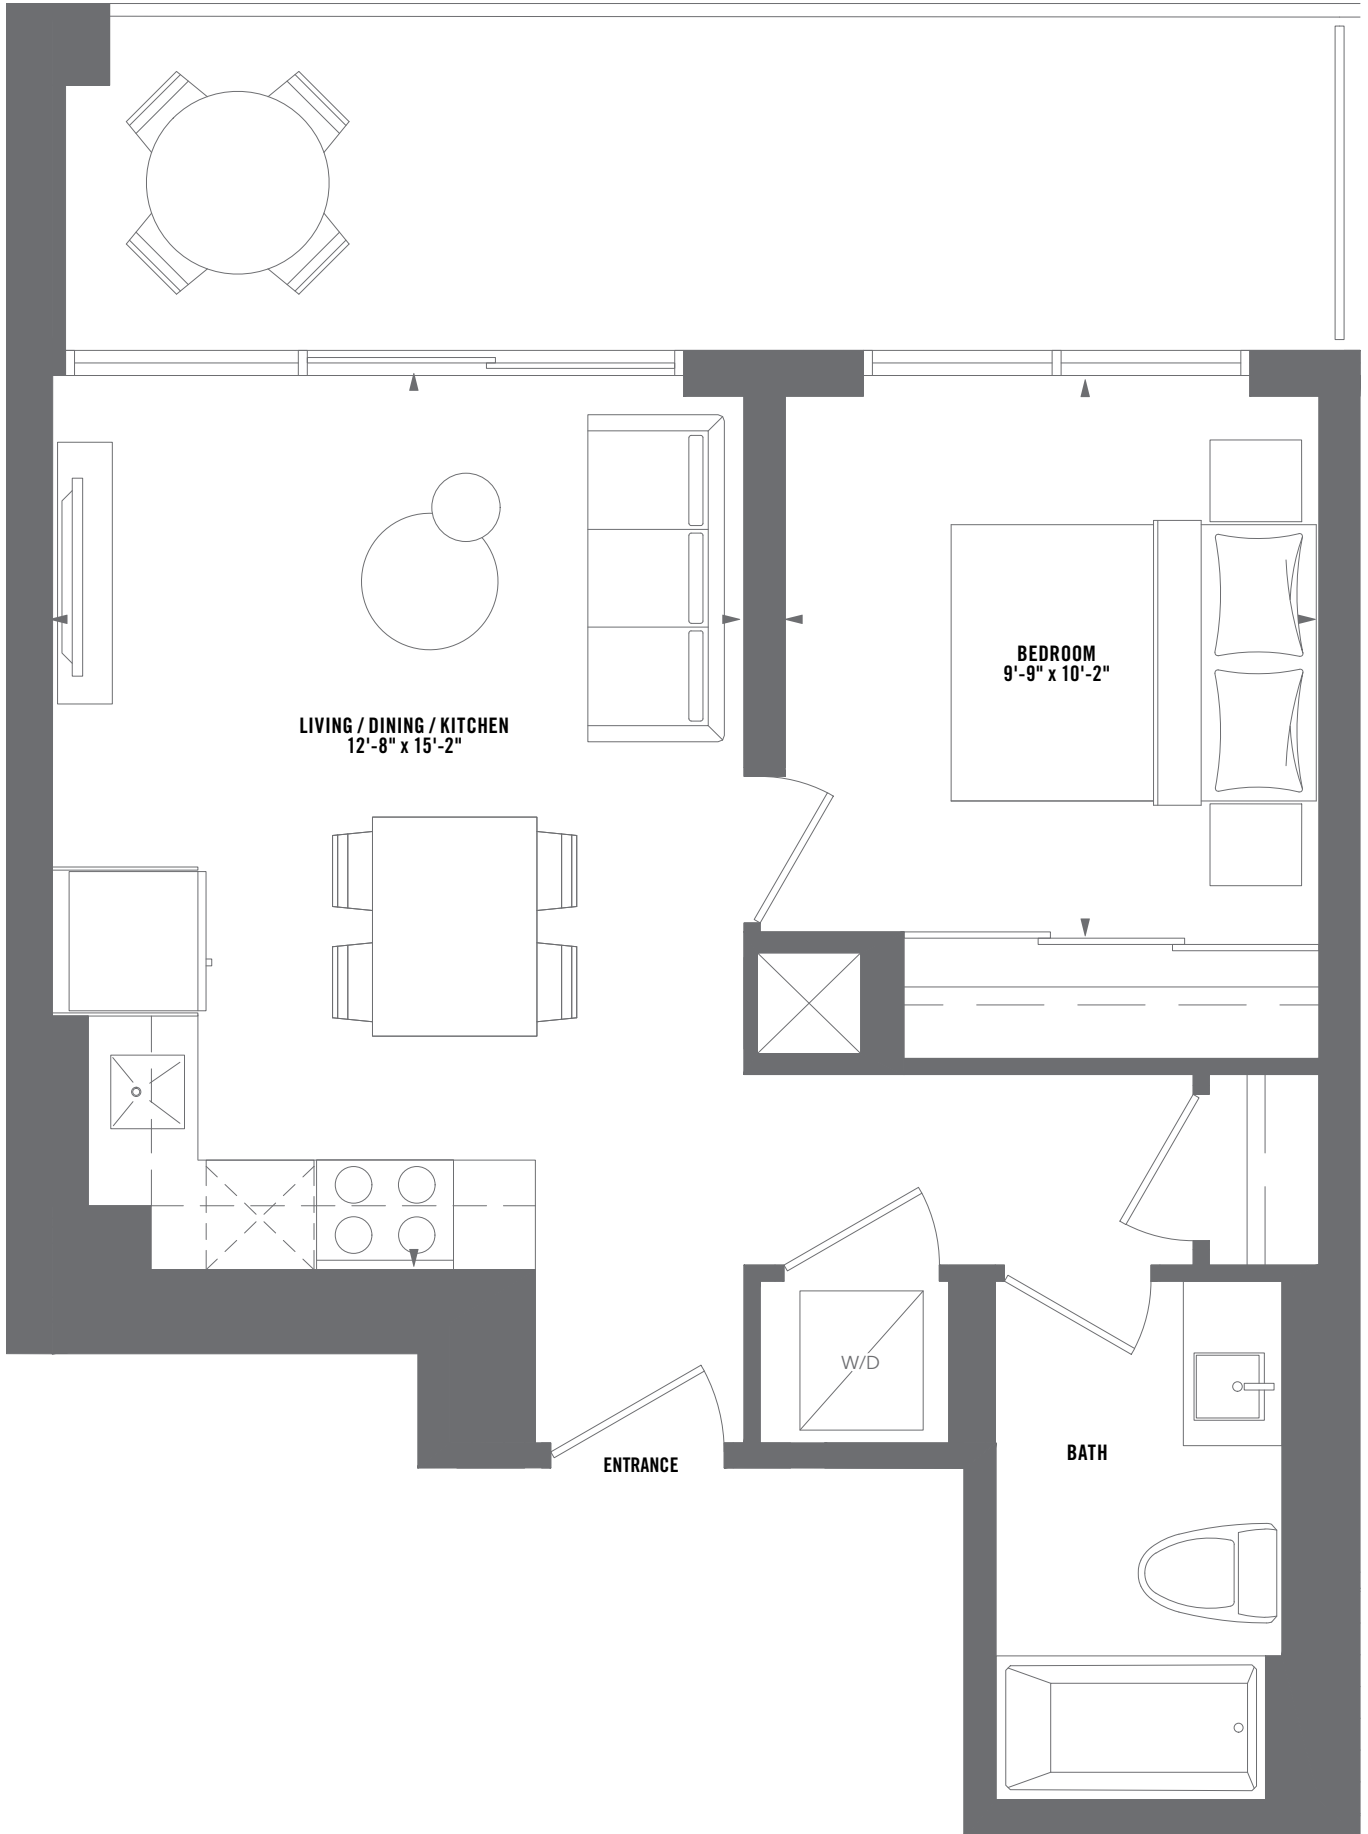 BEDROOM
9'-9" x 10'-2"
LIVING / DINING / KITCHEN
12'-8" x 15'-2"
W/D
BATH
ENTRANCE